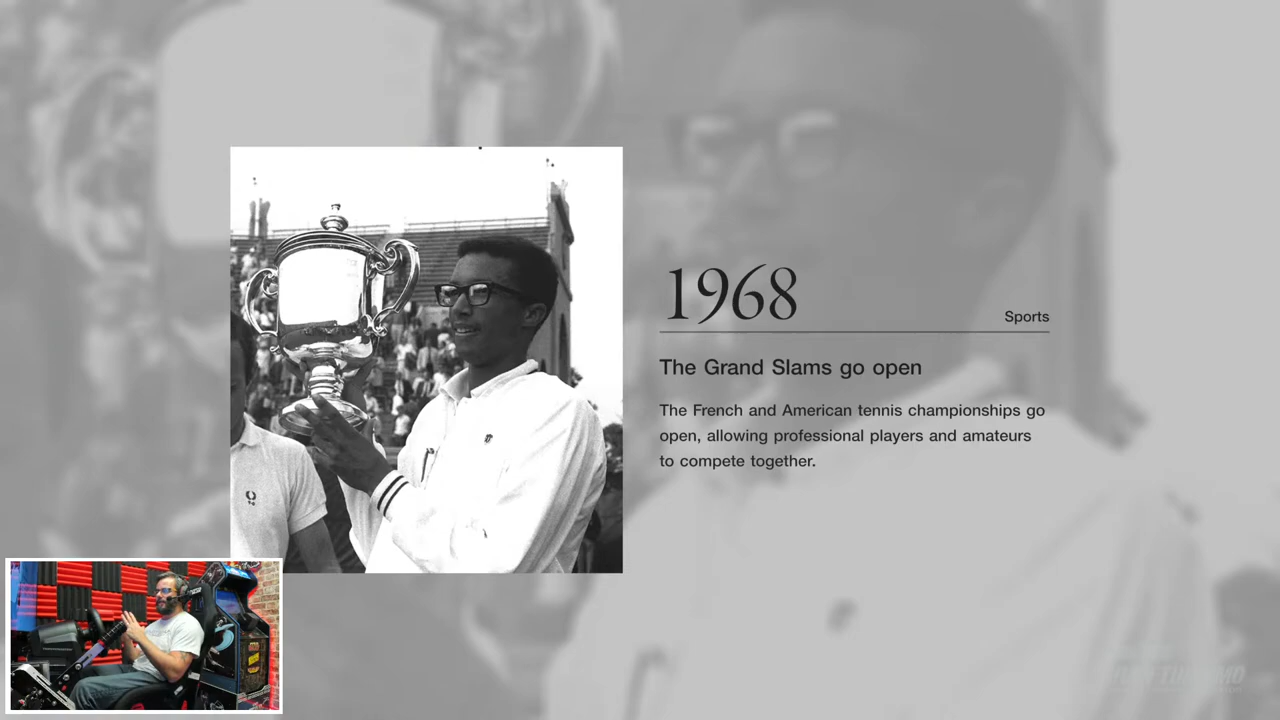 1968
Sports
The Grand Slams go open
The French and American tennis championships go
open, allowing professional players and amateurs
to compete together.